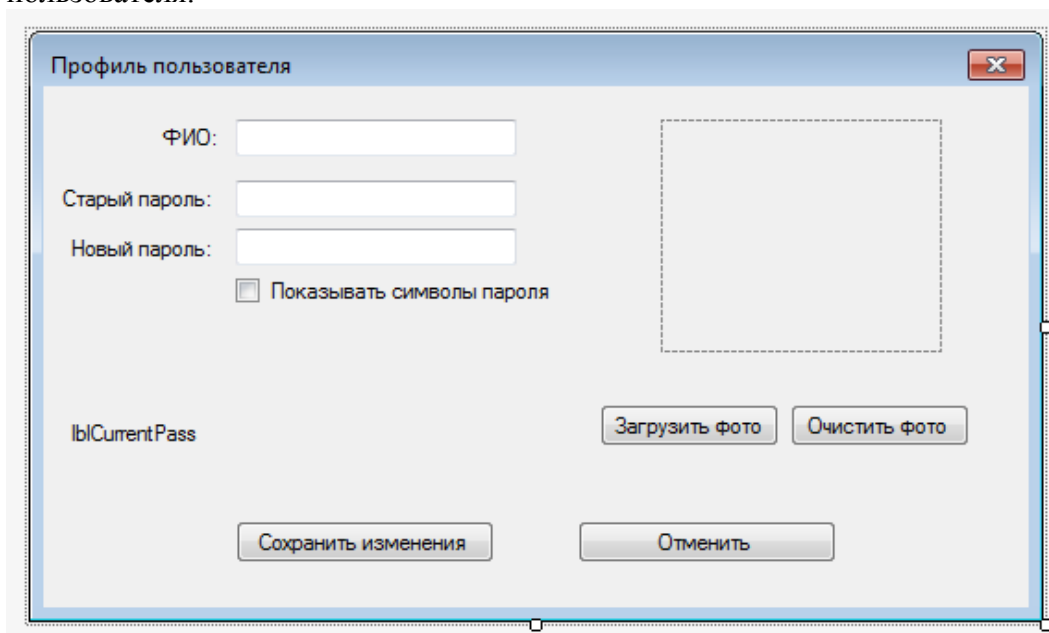 пользователя.
Профиль пользователя
ФИО:
Старый пароль:
Новый пароль:
Показывать символы пароля
lblCurrentPass
Загрузить фото Очистить фото
Сохранить изменения Отменить